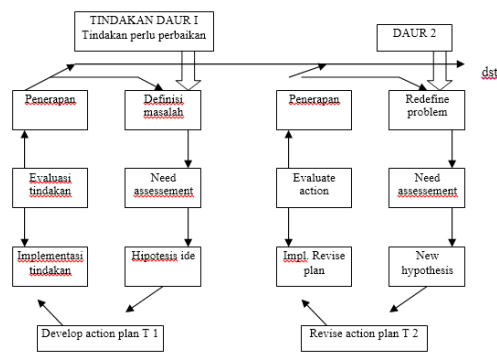 TINDAKAN DAUR I
Tindakan perlu perbaikan
DAUR 2
dst
Penerapan
Definisi
masalah
Penerapan
Redefine
problem
Evaluasi
tindakan
Need
assessement
Evaluate
action
Need
assessement
Implementasi
tindakan
Hipotesis ide
Impl. Revise
plan
New
hypothesis
Develop action plan T 1
Revise action plan T 2